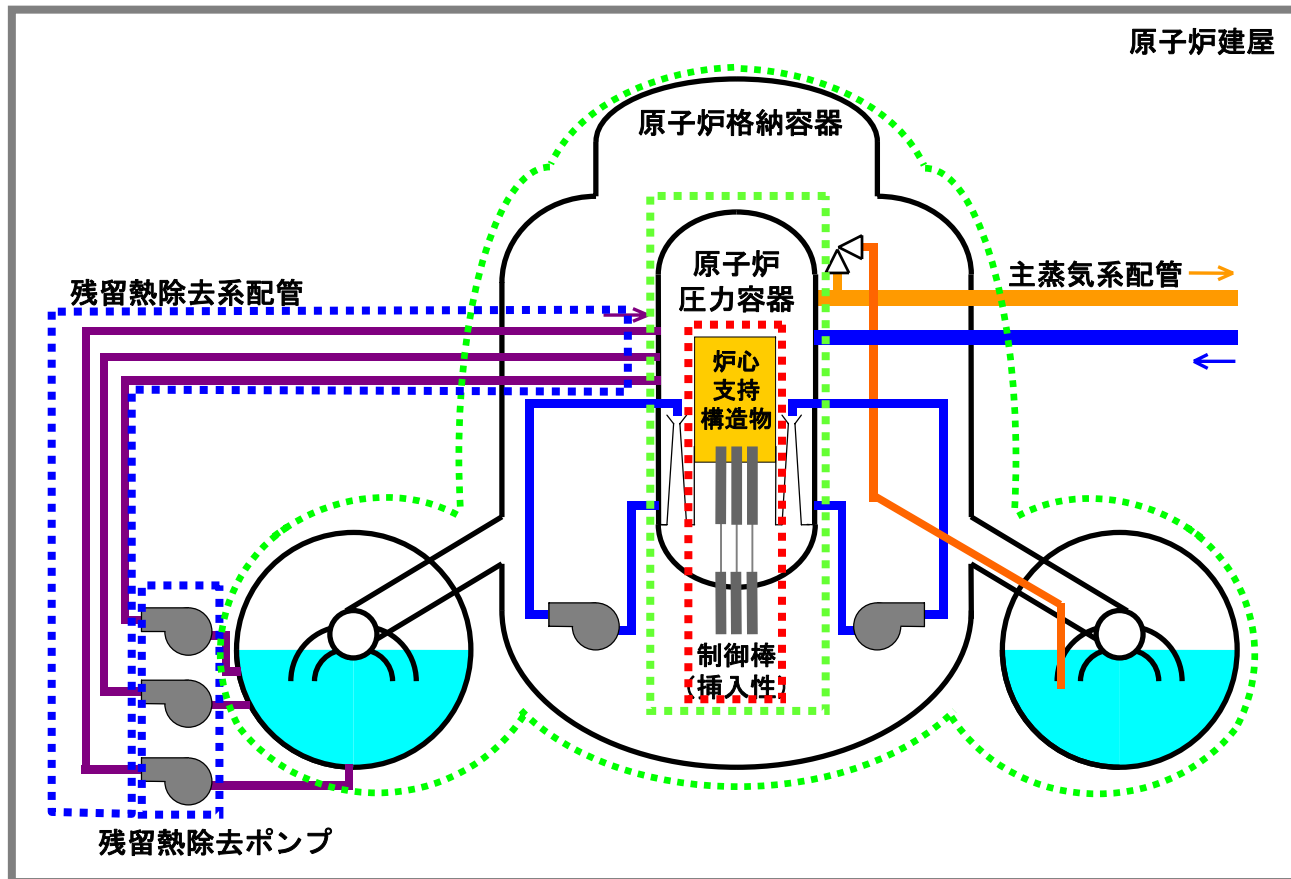 原子炉建屋
原子炉格納容器
原子炉
圧力容器
主蒸気系配管
残留熱除去系配管
炉心
支持
構造物
制御棒
(挿入性)
残留熱除去ポンプ